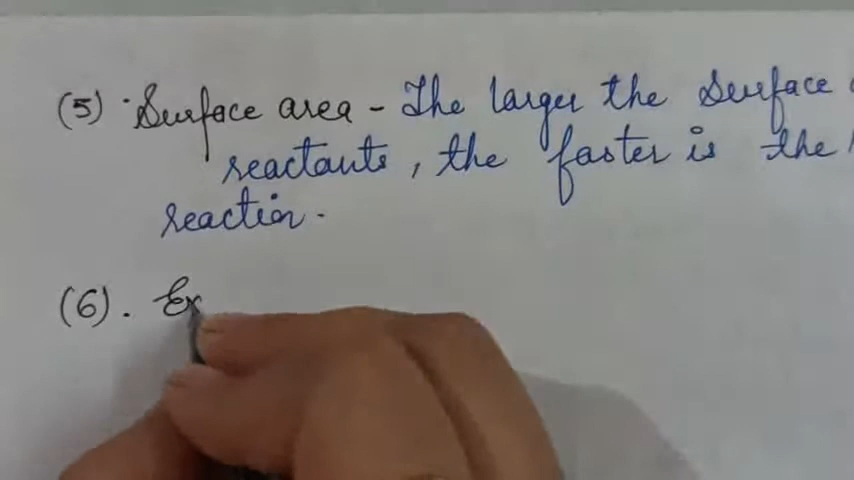 (5) Surface area - The larger the surface
reactants, the faster is the
reaction.
(6). Ex